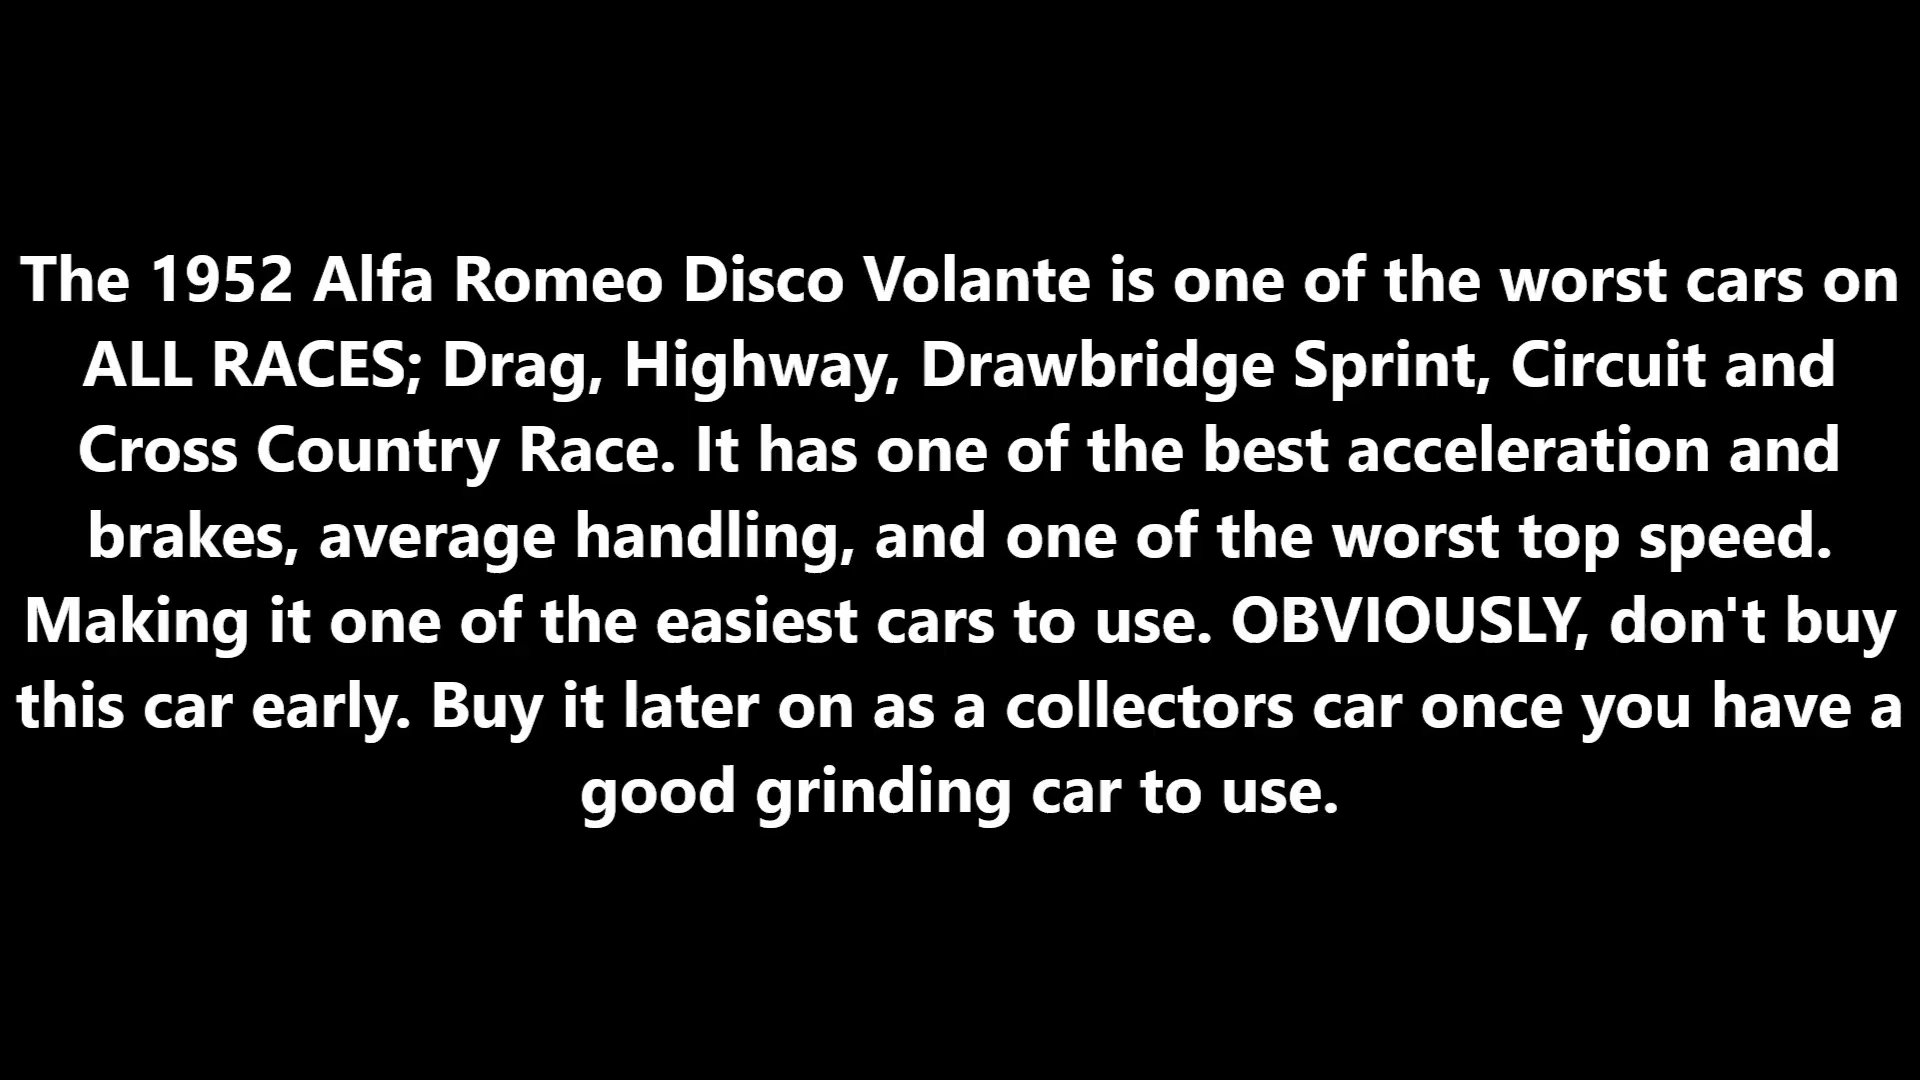 The 1952 Alfa Romeo Disco Volante is one of the worst cars on
ALL RACES; Drag, Highway, Drawbridge Sprint, Circuit and
Cross Country Race. It has one of the best acceleration and
brakes, average handling, and one of the worst top speed.
Making it one of the easiest cars to use. OBVIOUSLY, don't buy
this car early. Buy it later on as a collectors car once you have a
good grinding car to use.